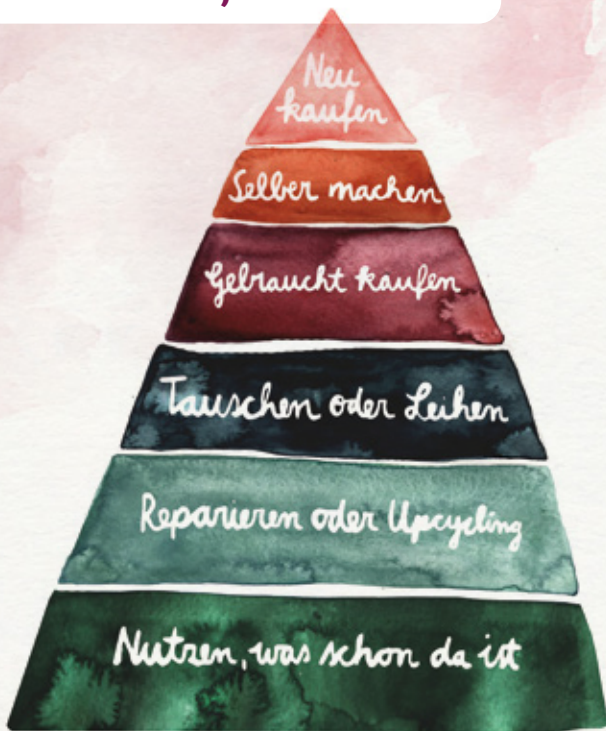 Neu
kaufen
Selber machen
Gebraucht kaufen
Tauschen oder Leihen
Reparieren oder Upcycling
Nutzen, was schon da ist